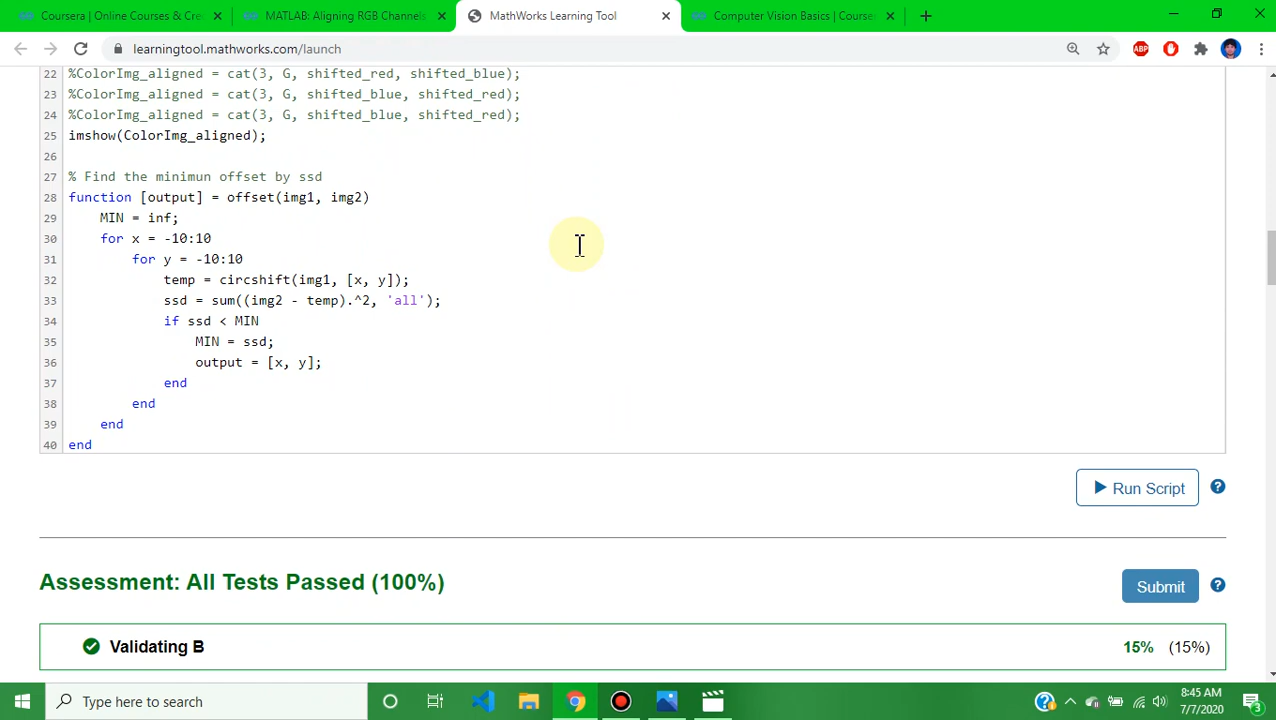 Coursera | Online Courses & Cre
MATLAB: Aligning RGB Channels
MathWorks Learning Tool
Computer Vision Basics | Courser
learningtool.mathworks.com/launch
ABP
22 %ColorImg_aligned = cat(3, G, shifted_red, shifted_blue);
23 %ColorImg_aligned = cat(3, G, shifted_blue, shifted_red);
24 %ColorImg_aligned = cat(3, G, shifted_blue, shifted_red);
25 imshow(ColorImg_aligned);
26
27 % Find the minimun offset by ssd
28 function [output] = offset(img1, img2)
29 MIN = inf;
30 for x = -10:10
31 for y = -10:10
32 temp = circshift(img1, [x, y]);
33 ssd = sum((img2 - temp).^2, 'all');
34 if ssd < MIN
35 MIN = ssd;
36 output = [x, y];
37 end
38 end
39 end
40 end
Run Script ?
Assessment: All Tests Passed (100%)
Submit ?
Validating B
15% (15%)
Type here to search
8:45 AM
7/7/2020
3